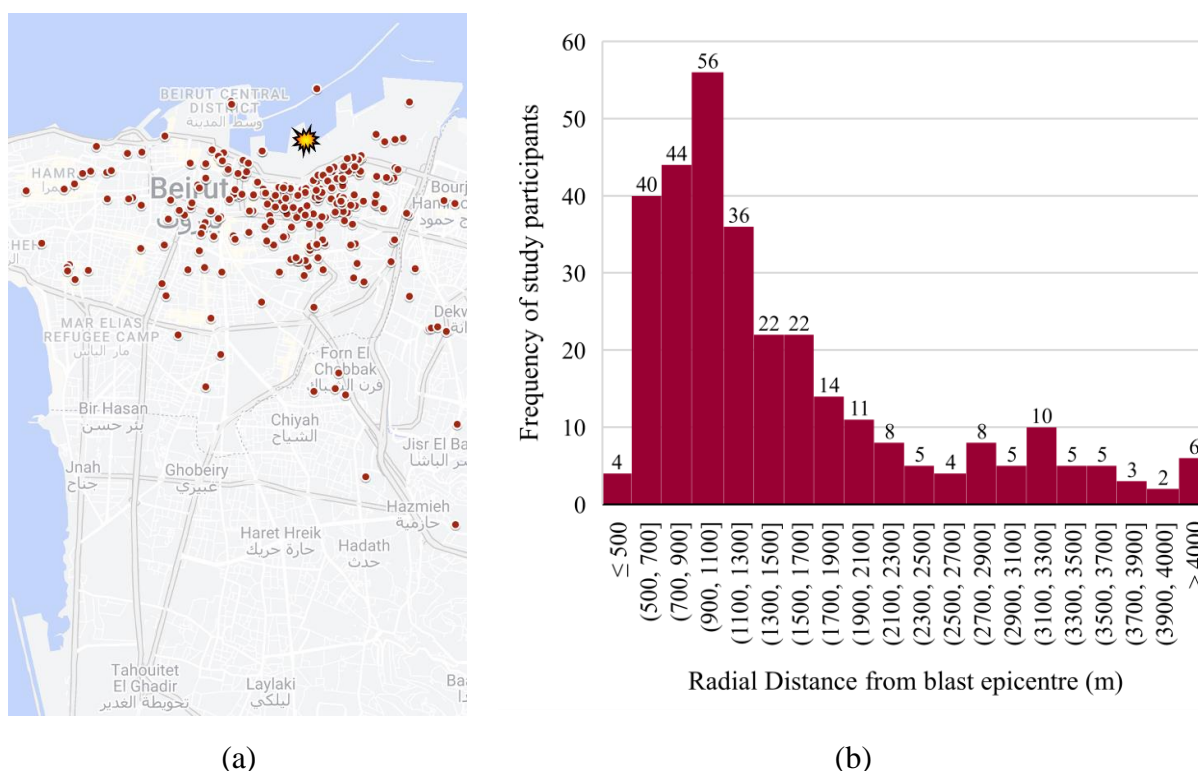 BEIRUT CENTRAL
DISTRICT
وسط المدينة
HAMR
Beirut
بيروت
Bourj
ج حمود
MAR ELIAS
REFUGEE CAMP
مار الياس
Dekw
Forn El
Chebbak
فرن الشباك
Bir Hasan
بئر حسن
Chiyah
الشياح
Jisr El Ba
سر الباشا
Jnah
جناح
Ghobeiry
غبيري
Hazmieh
حازمية
Haret Hreik
حارة حريك
Hadath
حدث
Tahouitet
El Ghadir
تحويطة الغدير
Laylaki
ليلكي
Baa
(a)
Frequency of study participants
60
50
40
30
20
10
0
4
40
44
56
36
22
22
14
11
8
5
4
8
5
10
5
5
3
2
6
≤ 500
(500, 700]
(700, 900]
(900, 1100]
(1100, 1300]
(1300, 1500]
(1500, 1700]
(1700, 1900]
(1900, 2100]
(2100, 2300]
(2300, 2500]
(2500, 2700]
(2700, 2900]
(2900, 3100]
(3100, 3300]
(3300, 3500]
(3500, 3700]
(3700, 3900]
(3900, 4000]
> 4000
Radial Distance from blast epicentre (m)
(b)